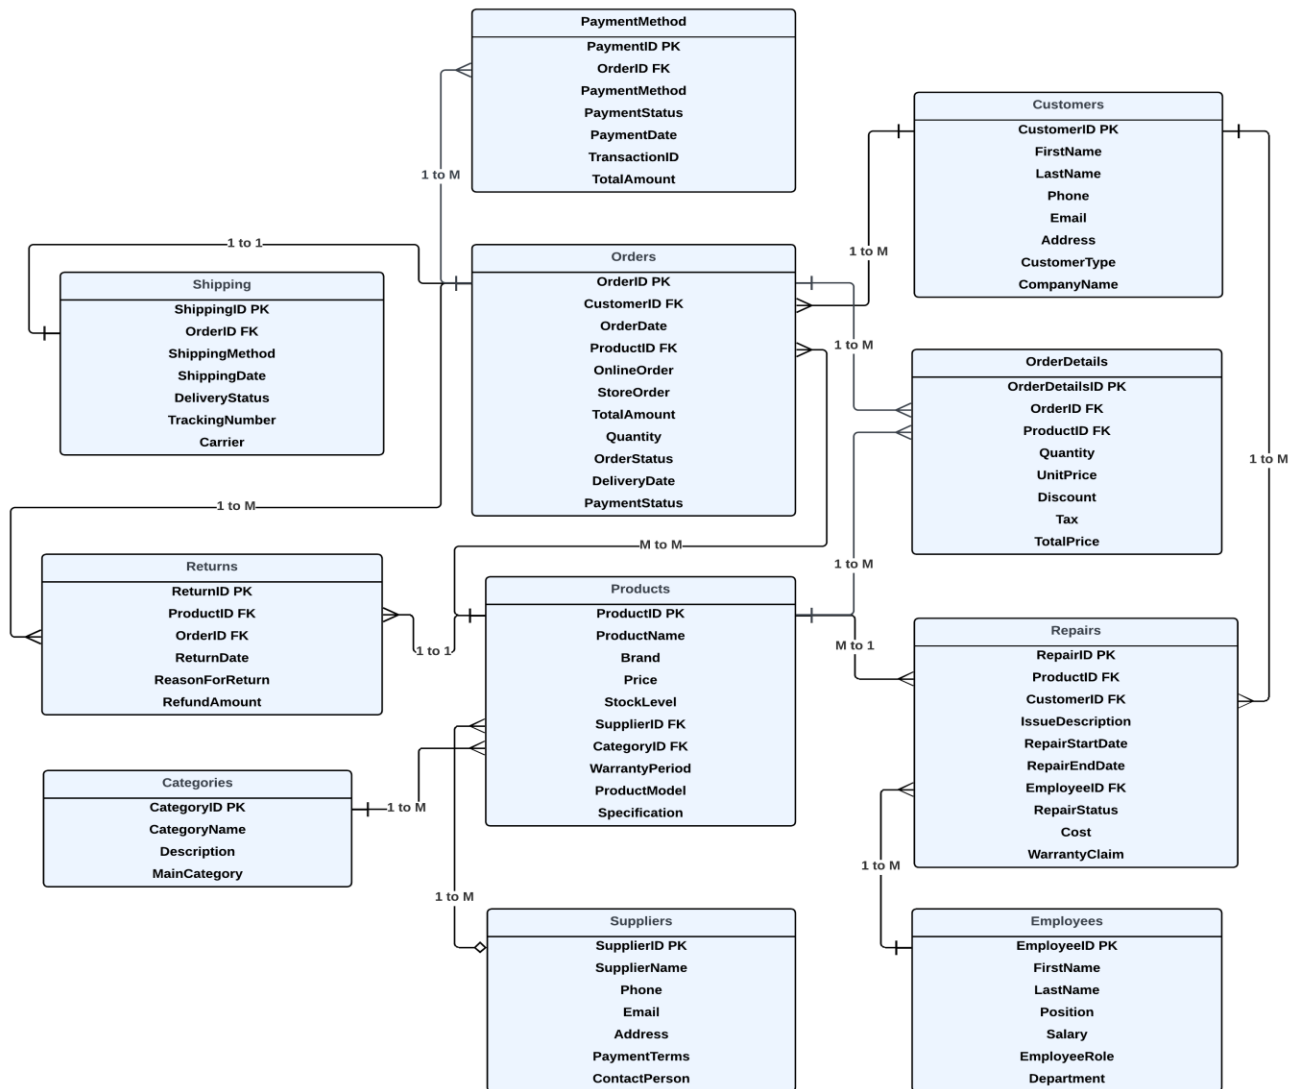 PaymentMethod
PaymentID PK
OrderID FK
PaymentMethod
PaymentStatus
PaymentDate
TransactionID
TotalAmount
1 to M
Customers
CustomerID PK
FirstName
LastName
Phone
Email
Address
CustomerType
CompanyName
1 to M
1 to 1
Shipping
ShippingID PK
OrderID FK
ShippingMethod
ShippingDate
DeliveryStatus
TrackingNumber
Carrier
Orders
OrderID PK
CustomerID FK
OrderDate
ProductID FK
OnlineOrder
StoreOrder
TotalAmount
Quantity
OrderStatus
DeliveryDate
PaymentStatus
1 to M
OrderDetails
OrderDetailsID PK
OrderID FK
ProductID FK
Quantity
UnitPrice
Discount
Tax
TotalPrice
1 to M
1 to M
M to M
1 to M
Returns
ReturnID PK
ProductID FK
OrderID FK
ReturnDate
ReasonForReturn
RefundAmount
1 to 1
Products
ProductID PK
ProductName
Brand
Price
StockLevel
SupplierID FK
CategoryID FK
WarrantyPeriod
ProductModel
Specification
M to 1
Repairs
RepairID PK
ProductID FK
CustomerID FK
IssueDescription
RepairStartDate
RepairEndDate
EmployeeID FK
RepairStatus
Cost
WarrantyClaim
Categories
CategoryID PK
CategoryName
Description
MainCategory
1 to M
1 to M
1 to M
Suppliers
SupplierID PK
SupplierName
Phone
Email
Address
PaymentTerms
ContactPerson
Employees
EmployeeID PK
FirstName
LastName
Position
Salary
EmployeeRole
Department